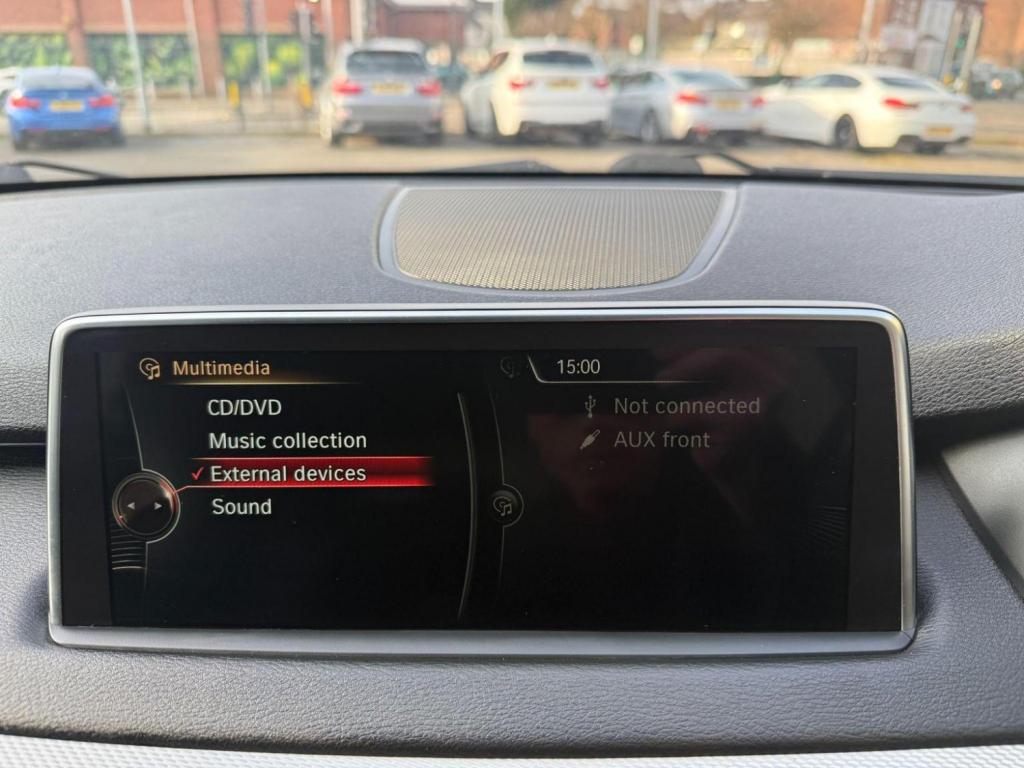 Multimedia
CD/DVD
Music collection
External devices
Sound
15:00
Not connected
AUX front